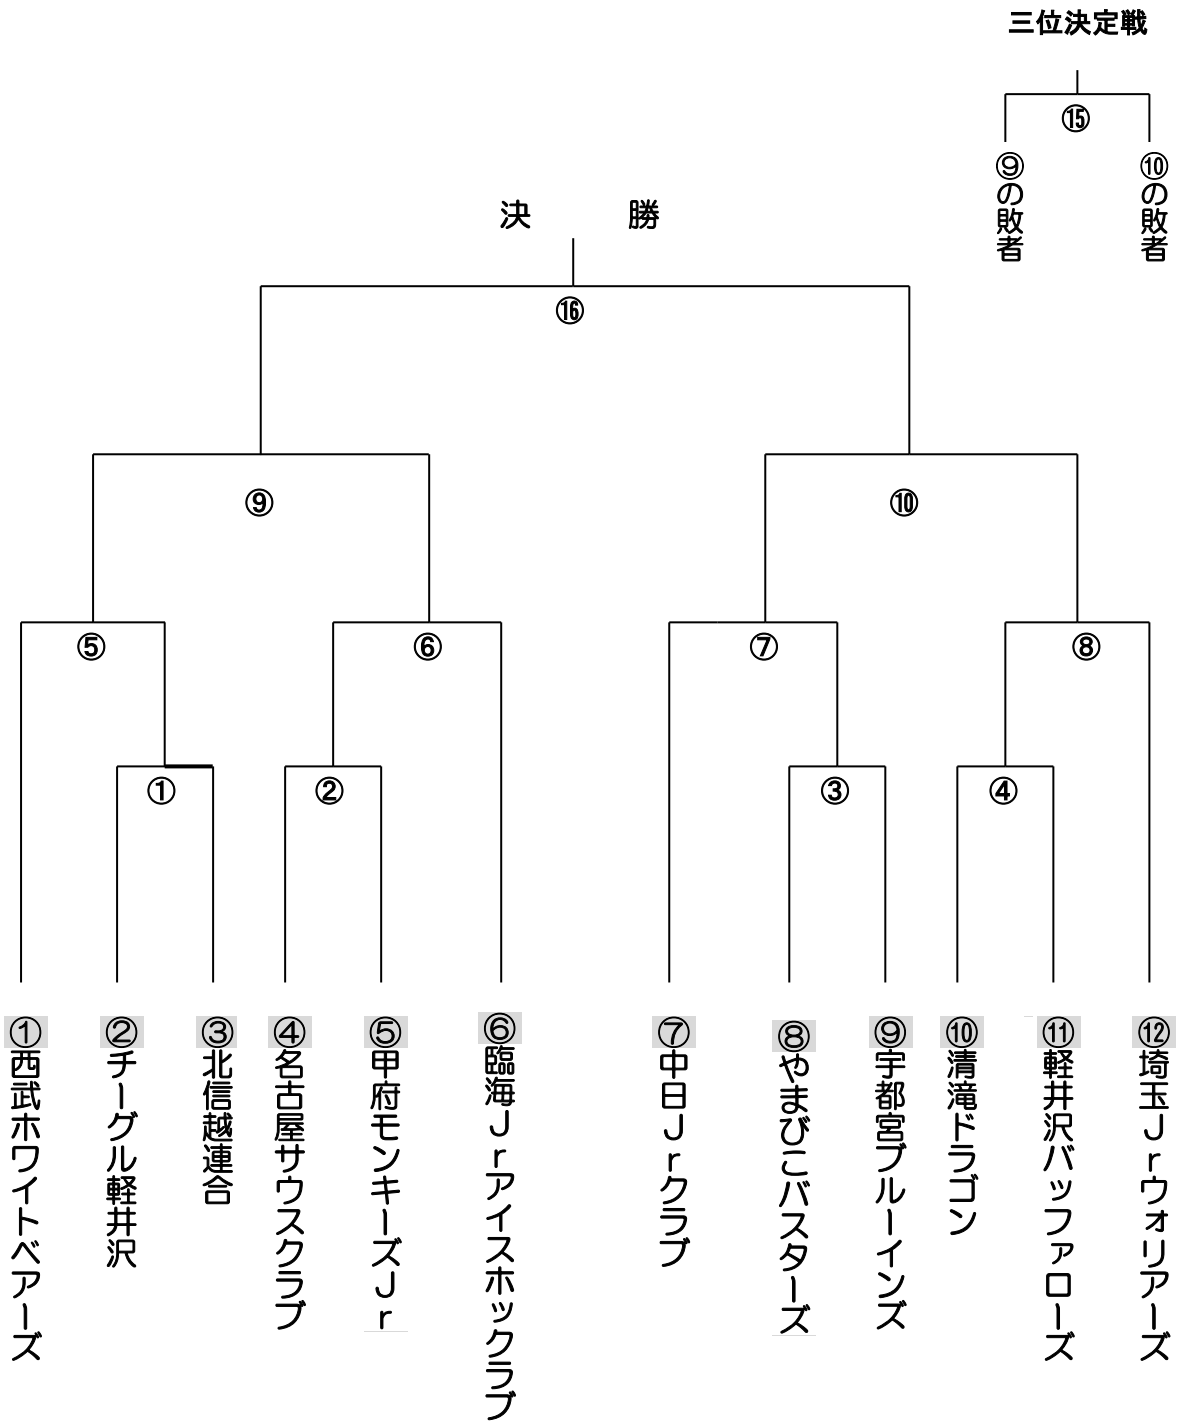 三位決定戦
⑮
⑨の敗者
⑩の敗者
決　勝
⑯
⑨
⑩
⑤
⑥
⑦
⑧
①
②
③
④
①西武ホワイトベアーズ
②チーグル軽井沢
③北信越連合
④名古屋サウスクラブ
⑤甲府モンキーズJr
⑥臨海Jrアイスホックラブ
⑦中日Jrクラブ
⑧やまびこバスターズ
⑨宇都宮ブルーインズ
⑩清滝ドラゴン
⑪軽井沢バッファローズ
⑫埼玉Jrウォリアーズ